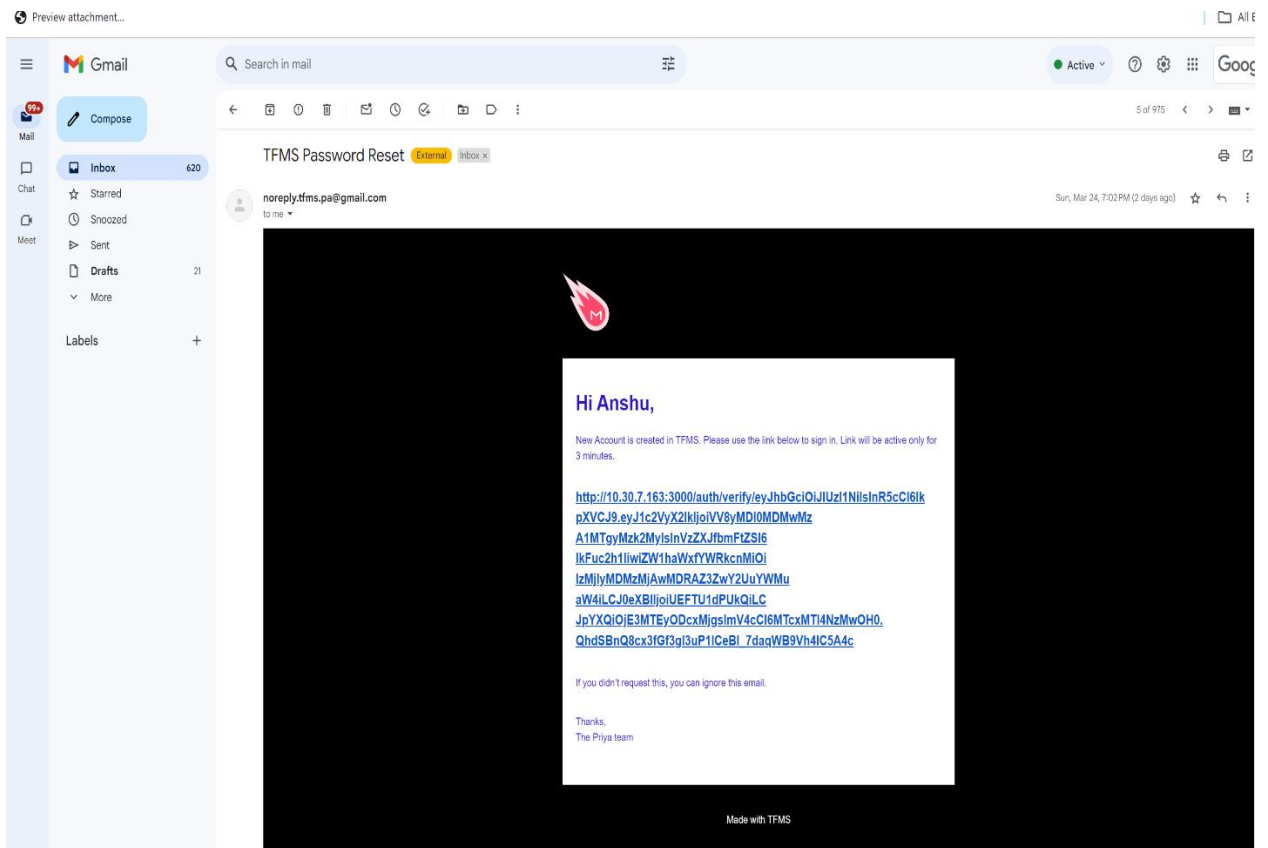 Preview attachment...
All E
Gmail
Search in mail
Active
Goog
99+
Mail
Compose
5 of 975
Inbox 620
TFMS Password Reset External Inbox ×
Chat
Starred
noreply.tfms.pa@gmail.com
Sun, Mar 24, 7:02 PM (2 days ago)
Snoozed
to me
Meet
Sent
Drafts 21
More
Labels
M
Hi Anshu,
New Account is created in TFMS. Please use the link below to sign in, Link will be active only for
3 minutes.
http://10.30.7.163:3000/auth/verify/eyJhbGciOiJIUzI1NiIsInR5cCI6Ik
pXVCJ9.eyJ1c2VyX2lkIjoiVV8yMDI0MDMwMz
A1MTgyMzk2MyIsInVzZXJfbmFtZSI6
IkFuc2h1IiwiZW1haWxfYWRkcnMiOi
IzMjIyMDMzMjAwMDRAZ3ZwY2UuYWMu
aW4iLCJ0eXBlIjoiUEFTU1dPUkQiLC
JpYXQiOjE3MTEyODcxMjgsImV4cCI6MTcxMTI4NzMwOH0.
QhdSBnQ8cx3fGf3gI3uP1ICeBI_7daqWB9Vh4IC5A4c
If you didn't request this, you can ignore this email.
Thanks,
The Priya team
Made with TFMS